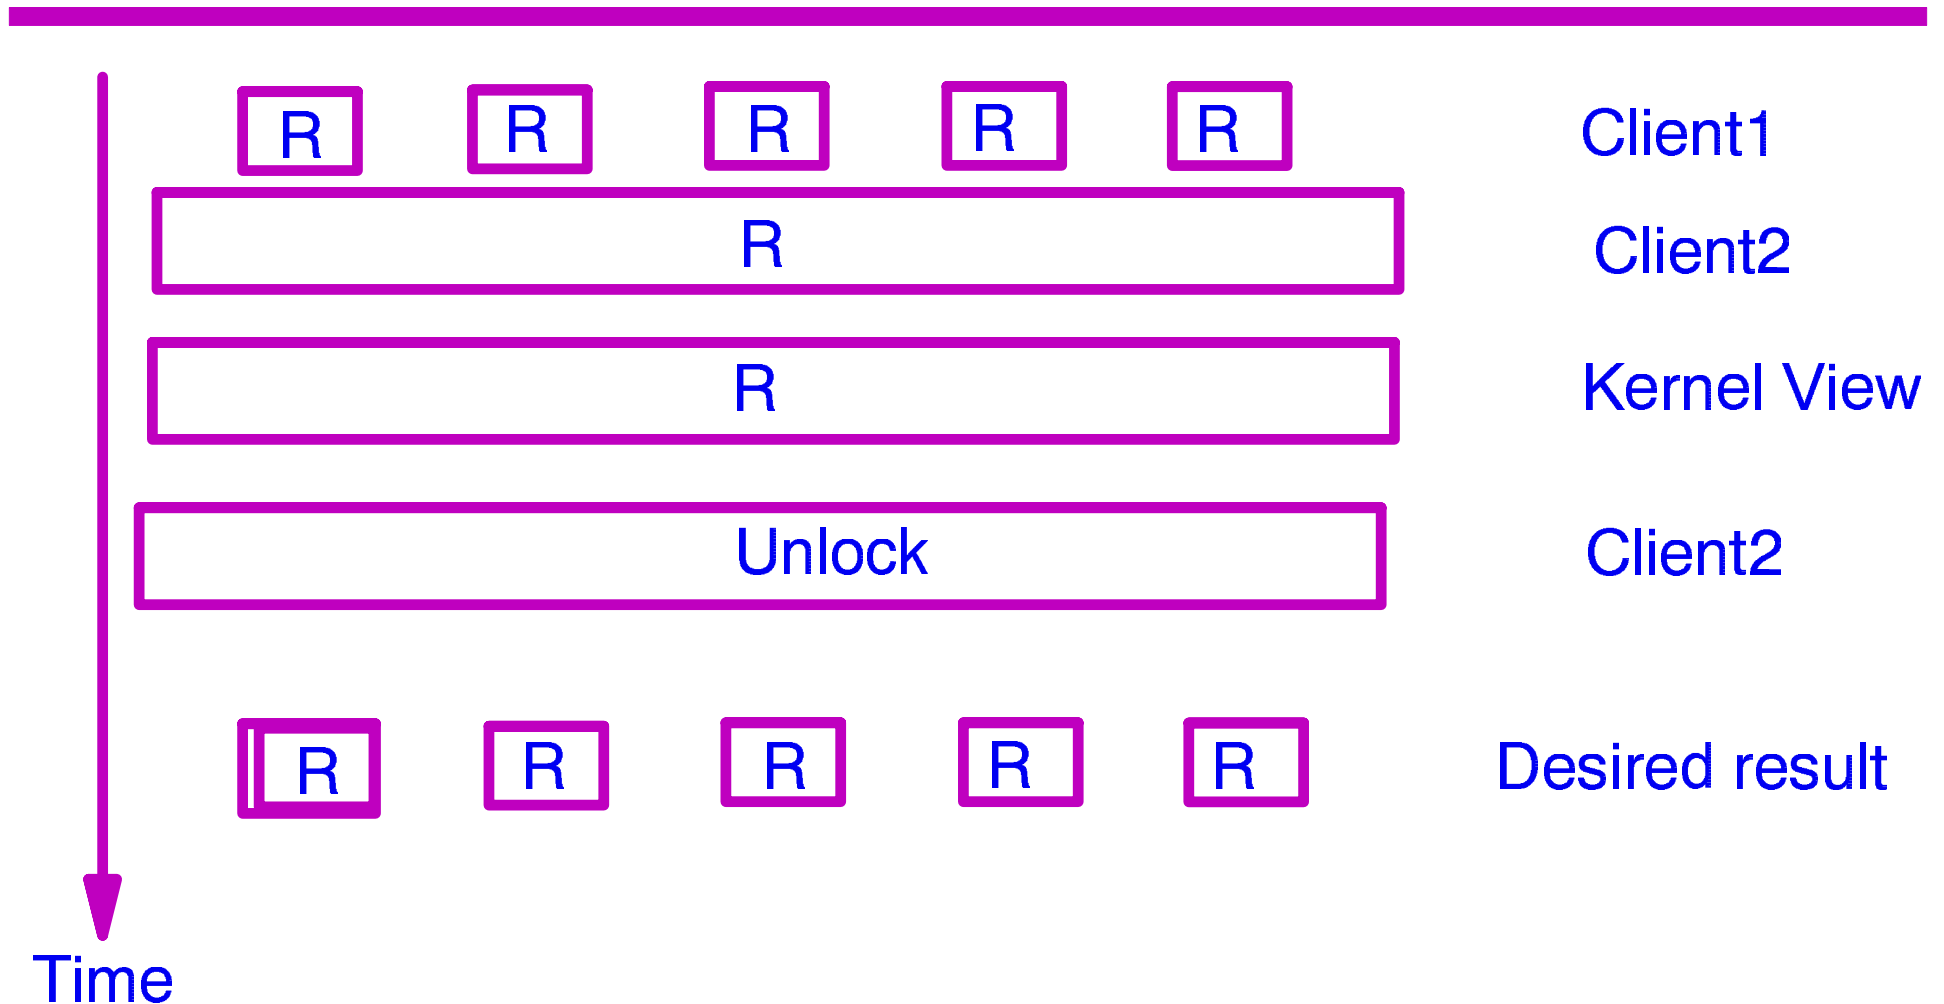 R R R R R Client1
R Client2
R Kernel View
Unlock Client2
R R R R R Desired result
Time